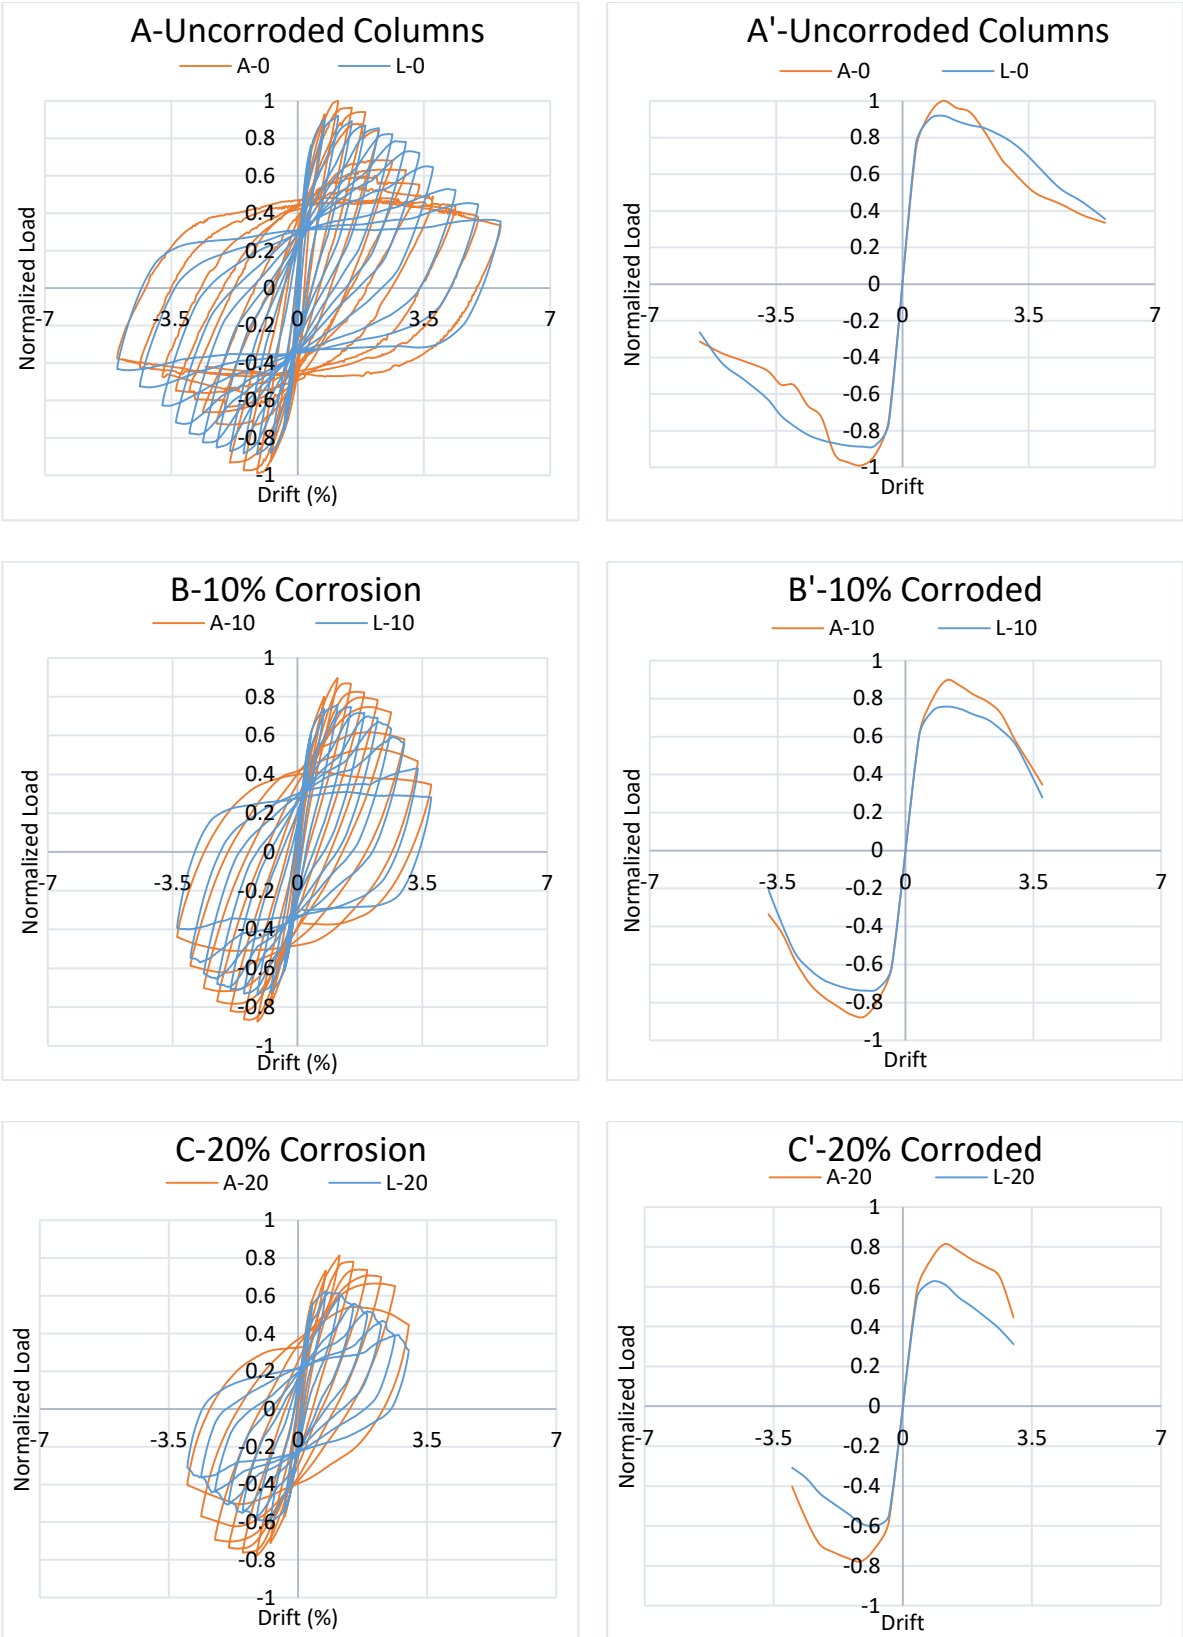 A-Uncorroded Columns
A-0 L-0
1
0.8
0.6
0.4
0.2
0
-7 -3.5 0 3.5 7
-0.2
-0.4
-0.6
-0.8
-1
Normalized Load
Drift (%)
A'-Uncorroded Columns
A-0 L-0
1
0.8
0.6
0.4
0.2
0
-7 -3.5 0 3.5 7
-0.2
-0.4
-0.6
-0.8
-1
Normalized Load
Drift
B-10% Corrosion
A-10 L-10
1
0.8
0.6
0.4
0.2
0
-7 -3.5 0 3.5 7
-0.2
-0.4
-0.6
-0.8
-1
Normalized Load
Drift (%)
B'-10% Corroded
A-10 L-10
1
0.8
0.6
0.4
0.2
0
-7 -3.5 0 3.5 7
-0.2
-0.4
-0.6
-0.8
-1
Normalized Load
Drift
C-20% Corrosion
A-20 L-20
1
0.8
0.6
0.4
0.2
0
-7 -3.5 0 3.5 7
-0.2
-0.4
-0.6
-0.8
-1
Normalized Load
Drift (%)
C'-20% Corroded
A-20 L-20
1
0.8
0.6
0.4
0.2
0
-7 -3.5 0 3.5 7
-0.2
-0.4
-0.6
-0.8
-1
Normalized Load
Drift